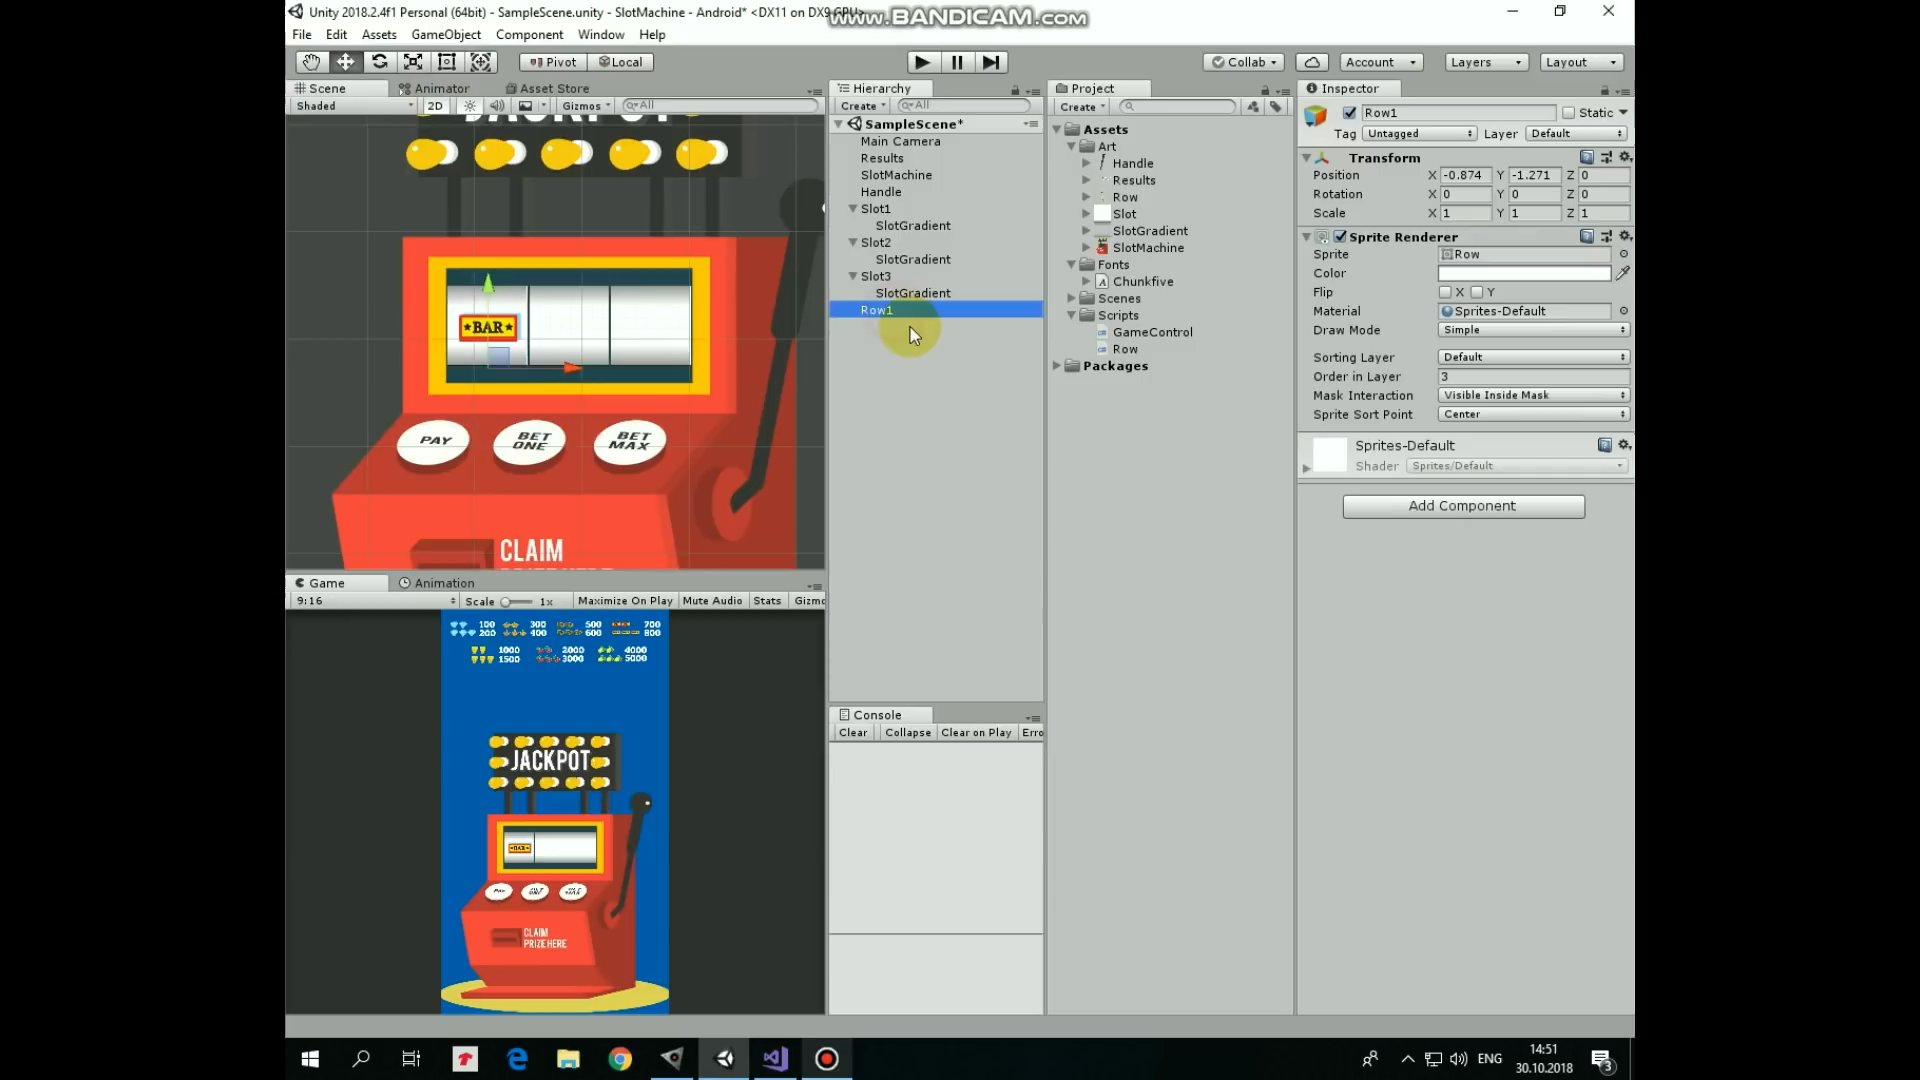 Unity 2018.2.4f1 Personal (64bit) - SampleScene.unity - SlotMachine - Android* <DX11 on DX9 GPU>
www.BANDICAM.com
File Edit Assets GameObject Component Window Help
Pivot Local Collab Account Layers Layout
Scene Animator Asset Store
Shaded 2D Gizmos All
JACKPOT
BAR
PAY BET ONE BET MAX
CLAIM
PRIZE HERE
Game Animation
9:16 Scale 1x Maximize On Play Mute Audio Stats Gizmo
100 300 500 700
200 400 600 800
1000 2000 4000
1500 3000 5000
JACKPOT
BAR
PAY
CLAIM
PRIZE HERE
Hierarchy
Create All
SampleScene*
Main Camera
Results
SlotMachine
Handle
Slot1
SlotGradient
Slot2
SlotGradient
Slot3
SlotGradient
Row1
Console
Clear Collapse Clear on Play Erro
Project
Create
Assets
Art
Handle
Results
Row
Slot
SlotGradient
SlotMachine
Fonts
Chunkfive
Scenes
Scripts
GameControl
Row
Packages
Inspector
Row1 Static
Tag Untagged Layer Default
Transform
Position X -0.874 Y -1.271 Z 0
Rotation X 0 Y 0 Z 0
Scale X 1 Y 1 Z 1
Sprite Renderer
Sprite Row
Color
Flip X Y
Material Sprites-Default
Draw Mode Simple
Sorting Layer Default
Order in Layer 3
Mask Interaction Visible Inside Mask
Sprite Sort Point Center
Sprites-Default
Shader Sprites/Default
Add Component
ENG
14:51
30.10.2018
3